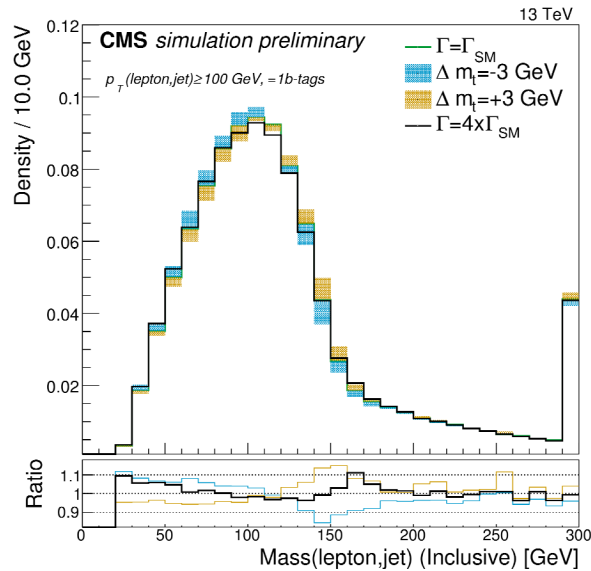 13 TeV
CMS simulation preliminary
p_T(lepton,jet)≥100 GeV, =1b-tags
Γ=Γ_SM
Δ m_t=-3 GeV
Δ m_t=+3 GeV
Γ=4xΓ_SM
Density / 10.0 GeV
0.12
0.1
0.08
0.06
0.04
0.02
Ratio
1.1
1
0.9
0 50 100 150 200 250 300
Mass(lepton,jet) (Inclusive) [GeV]